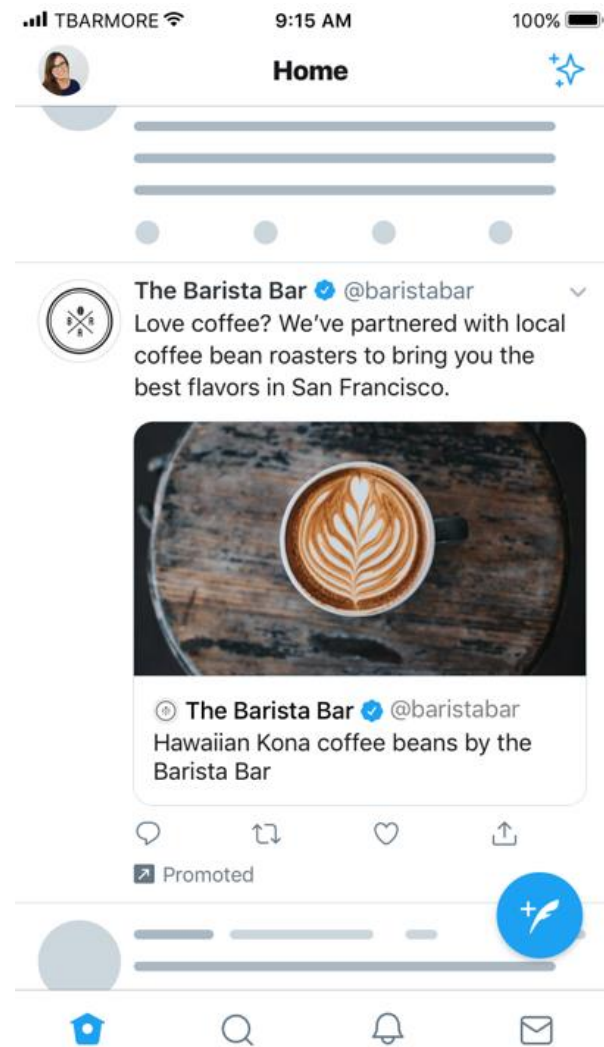 TBARMORE 9:15 AM 100%
Home
The Barista Bar @baristabar
Love coffee? We’ve partnered with local
coffee bean roasters to bring you the
best flavors in San Francisco.
The Barista Bar @baristabar
Hawaiian Kona coffee beans by the
Barista Bar
Promoted